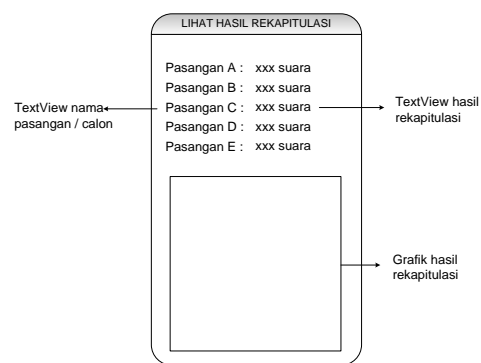 LIHAT HASIL REKAPITULASI
Pasangan A : xxx suara
Pasangan B : xxx suara
Pasangan C : xxx suara
Pasangan D : xxx suara
Pasangan E : xxx suara
TextView nama
pasangan / calon
TextView hasil
rekapitulasi
Grafik hasil
rekapitulasi